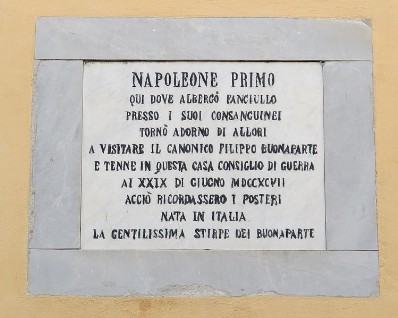 NAPOLEONE PRIMO
QUI DOVE ALBERGÒ FANCIULLO
PRESSO I SUOI CONSANGUINEI
TORNÒ ADORNO DI ALLORI
A VISITARE IL CANONICO FILIPPO BUONAPARTE
E TENNE IN QUESTA CASA CONSIGLIO DI GUERRA
AI XXIX DI GIUGNO MDCCXCVII
ACCIÒ RICORDASSERO I POSTERI
NATA IN ITALIA
LA GENTILISSIMA STIRPE DEI BUONAPARTE